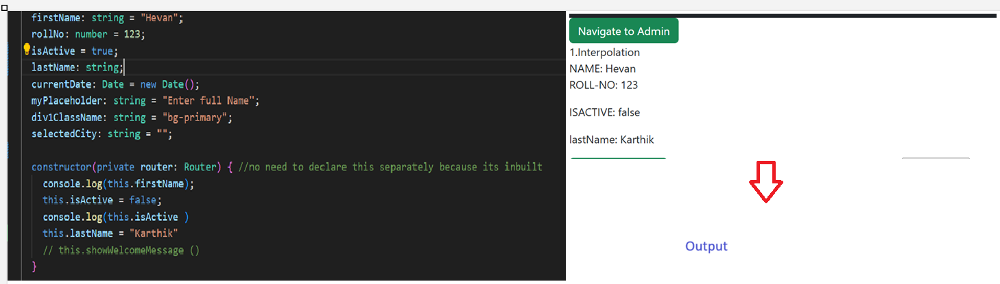 firstName: string = "Hevan";
rollNo: number = 123;
isActive = true;
lastName: string;
currentDate: Date = new Date();
myPlaceholder: string = "Enter full Name";
div1ClassName: string = "bg-primary";
selectedCity: string = "";
constructor(private router: Router) { //no need to declare this separately because its inbuilt
console.log(this.firstName);
this.isActive = false;
console.log(this.isActive )
this.lastName = "Karthik"
// this.showWelcomeMessage ()
}
Navigate to Admin
1.Interpolation
NAME: Hevan
ROLL-NO: 123
ISACTIVE: false
lastName: Karthik
Output